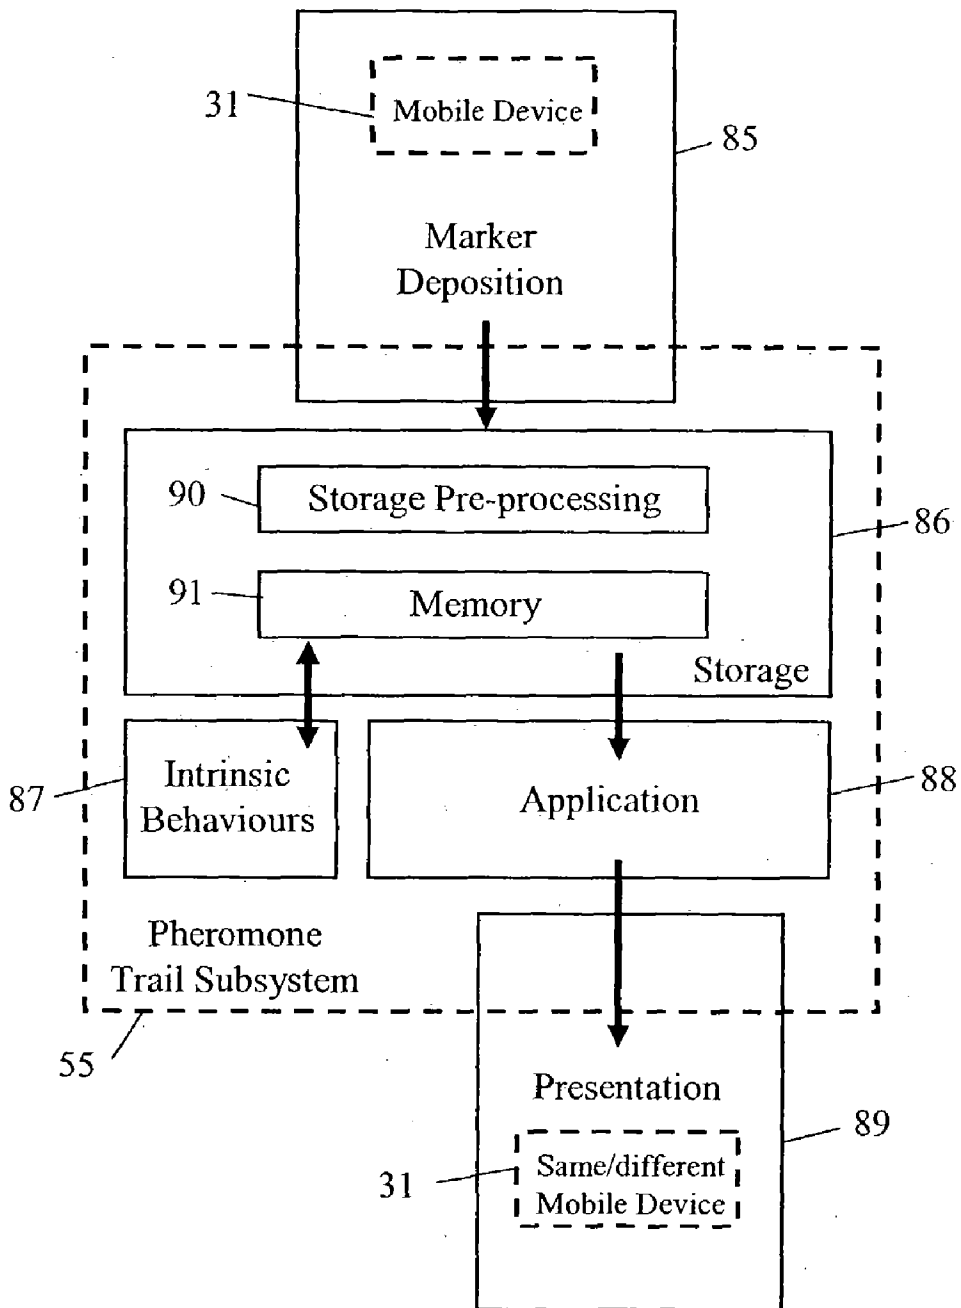 31
Mobile Device
85
Marker
Deposition
90
Storage Pre-processing
86
91
Memory
Storage
87
Intrinsic
Behaviours
Application
88
Pheromone
Trail Subsystem
55
Presentation
89
31
Same/different
Mobile Device